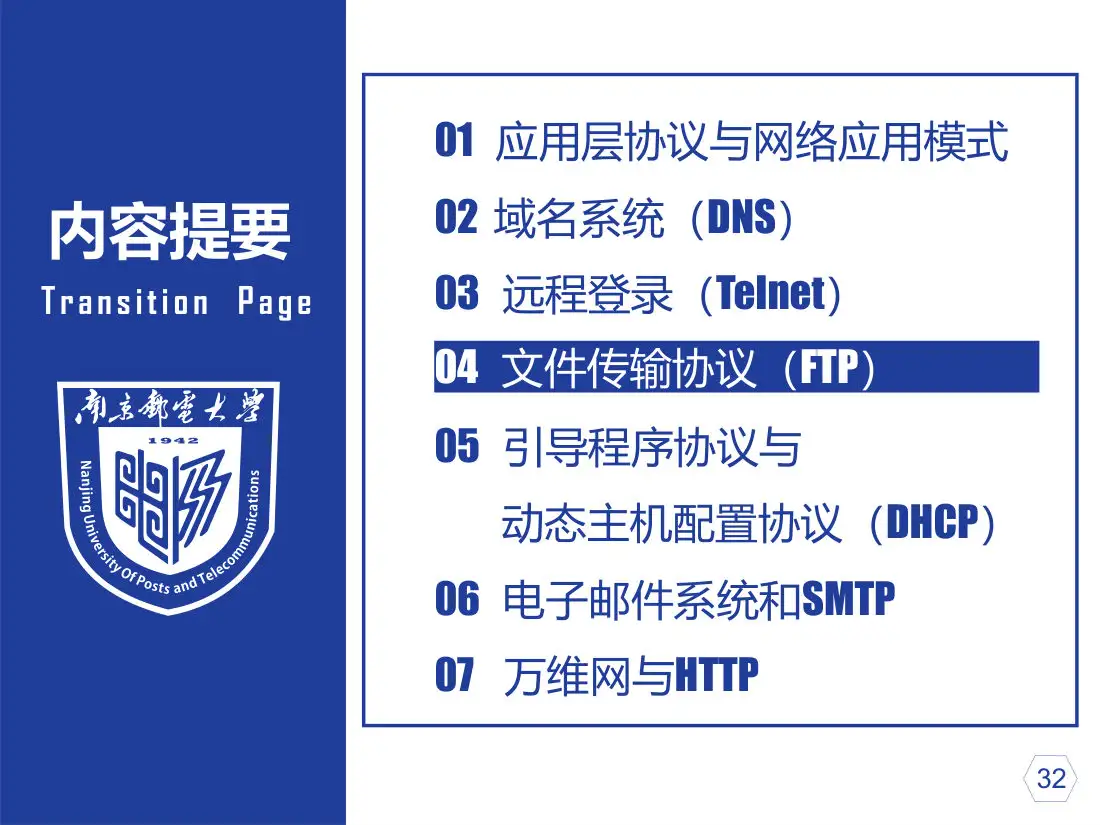 内容提要
Transition Page
南京邮电大学
1942
Nanjing University Of Posts and Telecommunications
01 应用层协议与网络应用模式
02 域名系统（DNS）
03 远程登录（Telnet）
04 文件传输协议（FTP）
05 引导程序协议与
动态主机配置协议（DHCP）
06 电子邮件系统和SMTP
07 万维网与HTTP
32